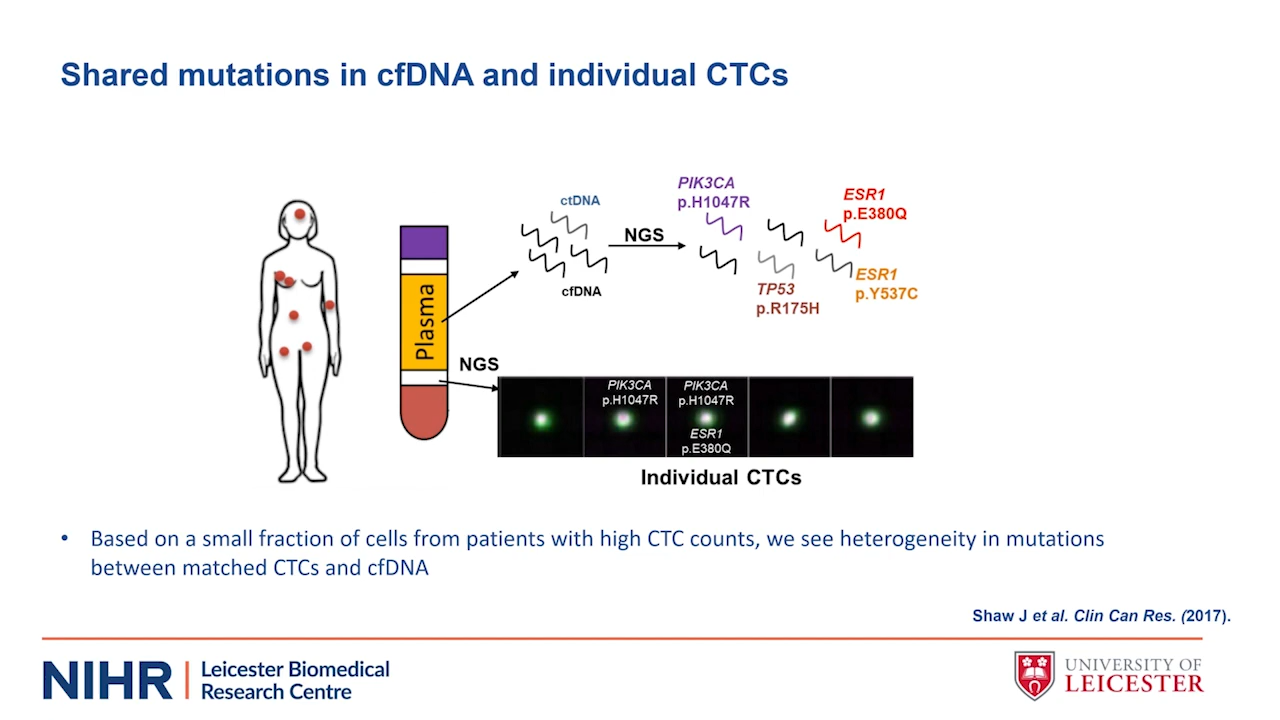 Shared mutations in cfDNA and individual CTCs
PIK3CA
p.H1047R
ESR1
p.E380Q
ctDNA
NGS
cfDNA
TP53
p.R175H
ESR1
p.Y537C
Plasma
NGS
PIK3CA
p.H1047R
PIK3CA
p.H1047R
ESR1
p.E380Q
Individual CTCs
• Based on a small fraction of cells from patients with high CTC counts, we see heterogeneity in mutations
between matched CTCs and cfDNA
Shaw J et al. Clin Can Res. (2017).
NIHR | Leicester Biomedical
Research Centre
UNIVERSITY OF
LEICESTER